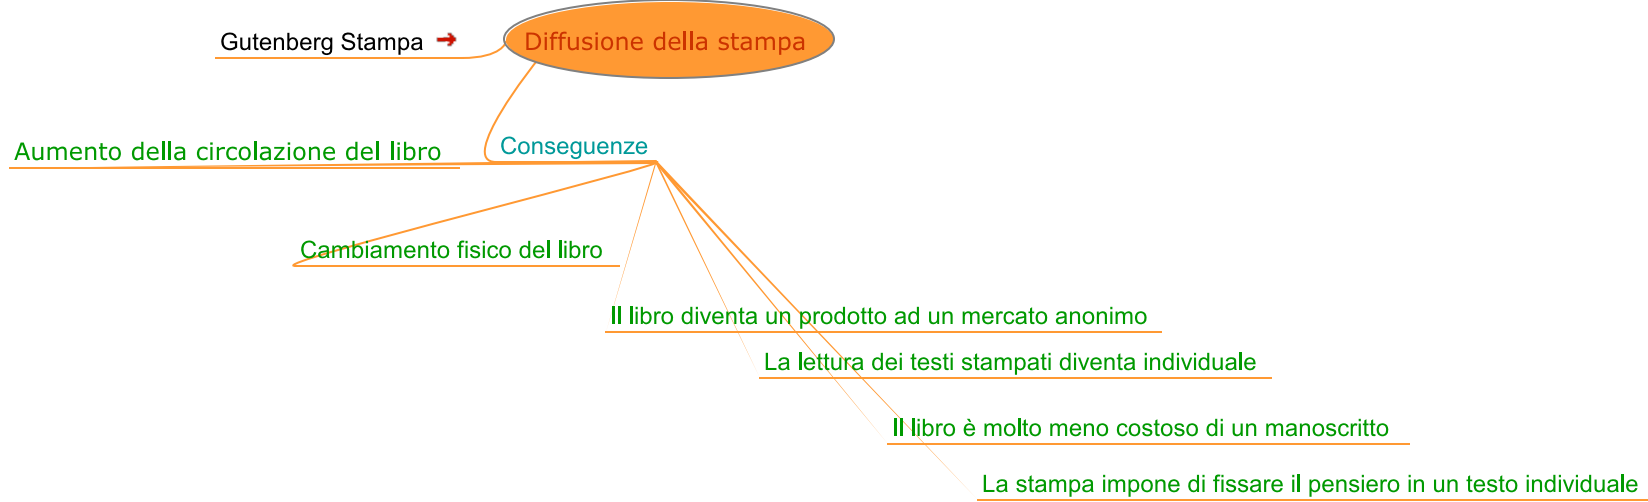 Gutenberg Stampa
Diffusione della stampa
Conseguenze
Aumento della circolazione del libro
Cambiamento fisico del libro
Il libro diventa un prodotto ad un mercato anonimo
La lettura dei testi stampati diventa individuale
Il libro è molto meno costoso di un manoscritto
La stampa impone di fissare il pensiero in un testo individuale